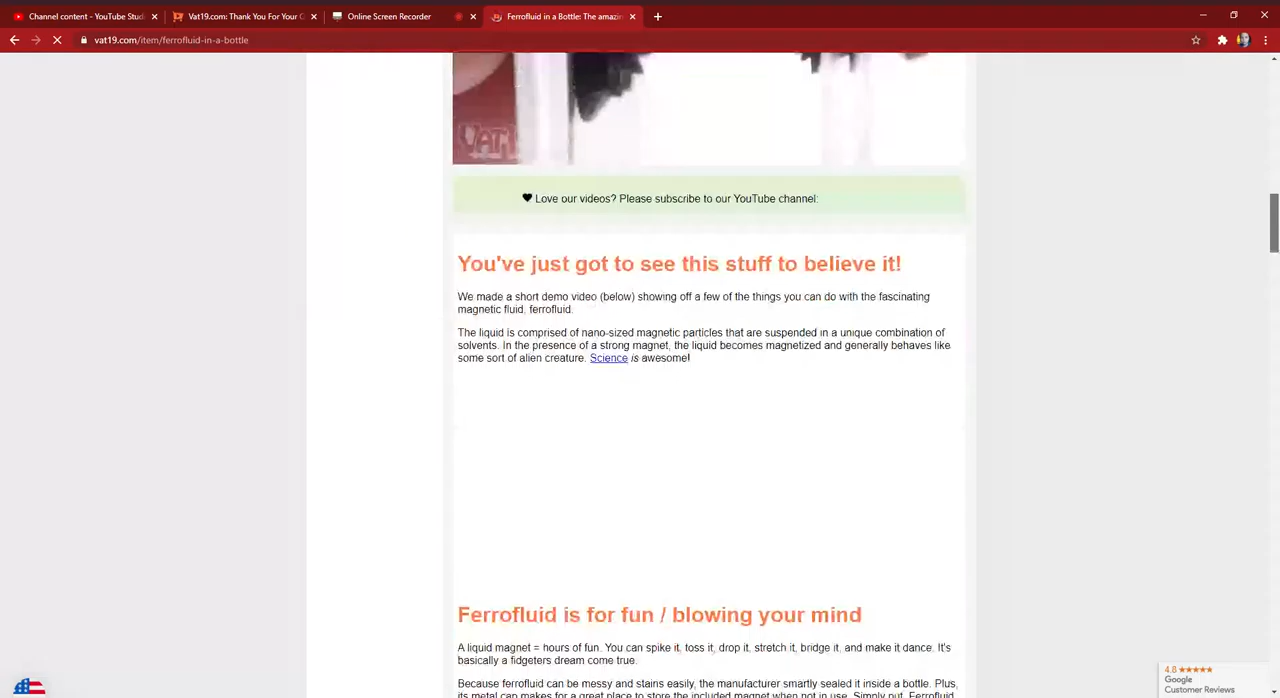 Channel content - YouTube Stud
Vat19.com: Thank You For Your O
Online Screen Recorder
Ferrofluid in a Bottle: The amazin
vat19.com/item/ferrofluid-in-a-bottle
VAT1
♥ Love our videos? Please subscribe to our YouTube channel:
You've just got to see this stuff to believe it!
We made a short demo video (below) showing off a few of the things you can do with the fascinating
magnetic fluid, ferrofluid.
The liquid is comprised of nano-sized magnetic particles that are suspended in a unique combination of
solvents. In the presence of a strong magnet, the liquid becomes magnetized and generally behaves like
some sort of alien creature. Science is awesome!
Ferrofluid is for fun / blowing your mind
A liquid magnet = hours of fun. You can spike it, toss it, drop it, stretch it, bridge it, and make it dance. It's
basically a fidgeters dream come true.
Because ferrofluid can be messy and stains easily, the manufacturer smartly sealed it inside a bottle. Plus,
its metal cap makes for a great place to store the included magnet when not in use. Simply put, Ferrofluid
4.8 ★★★★★
Google
Customer Reviews